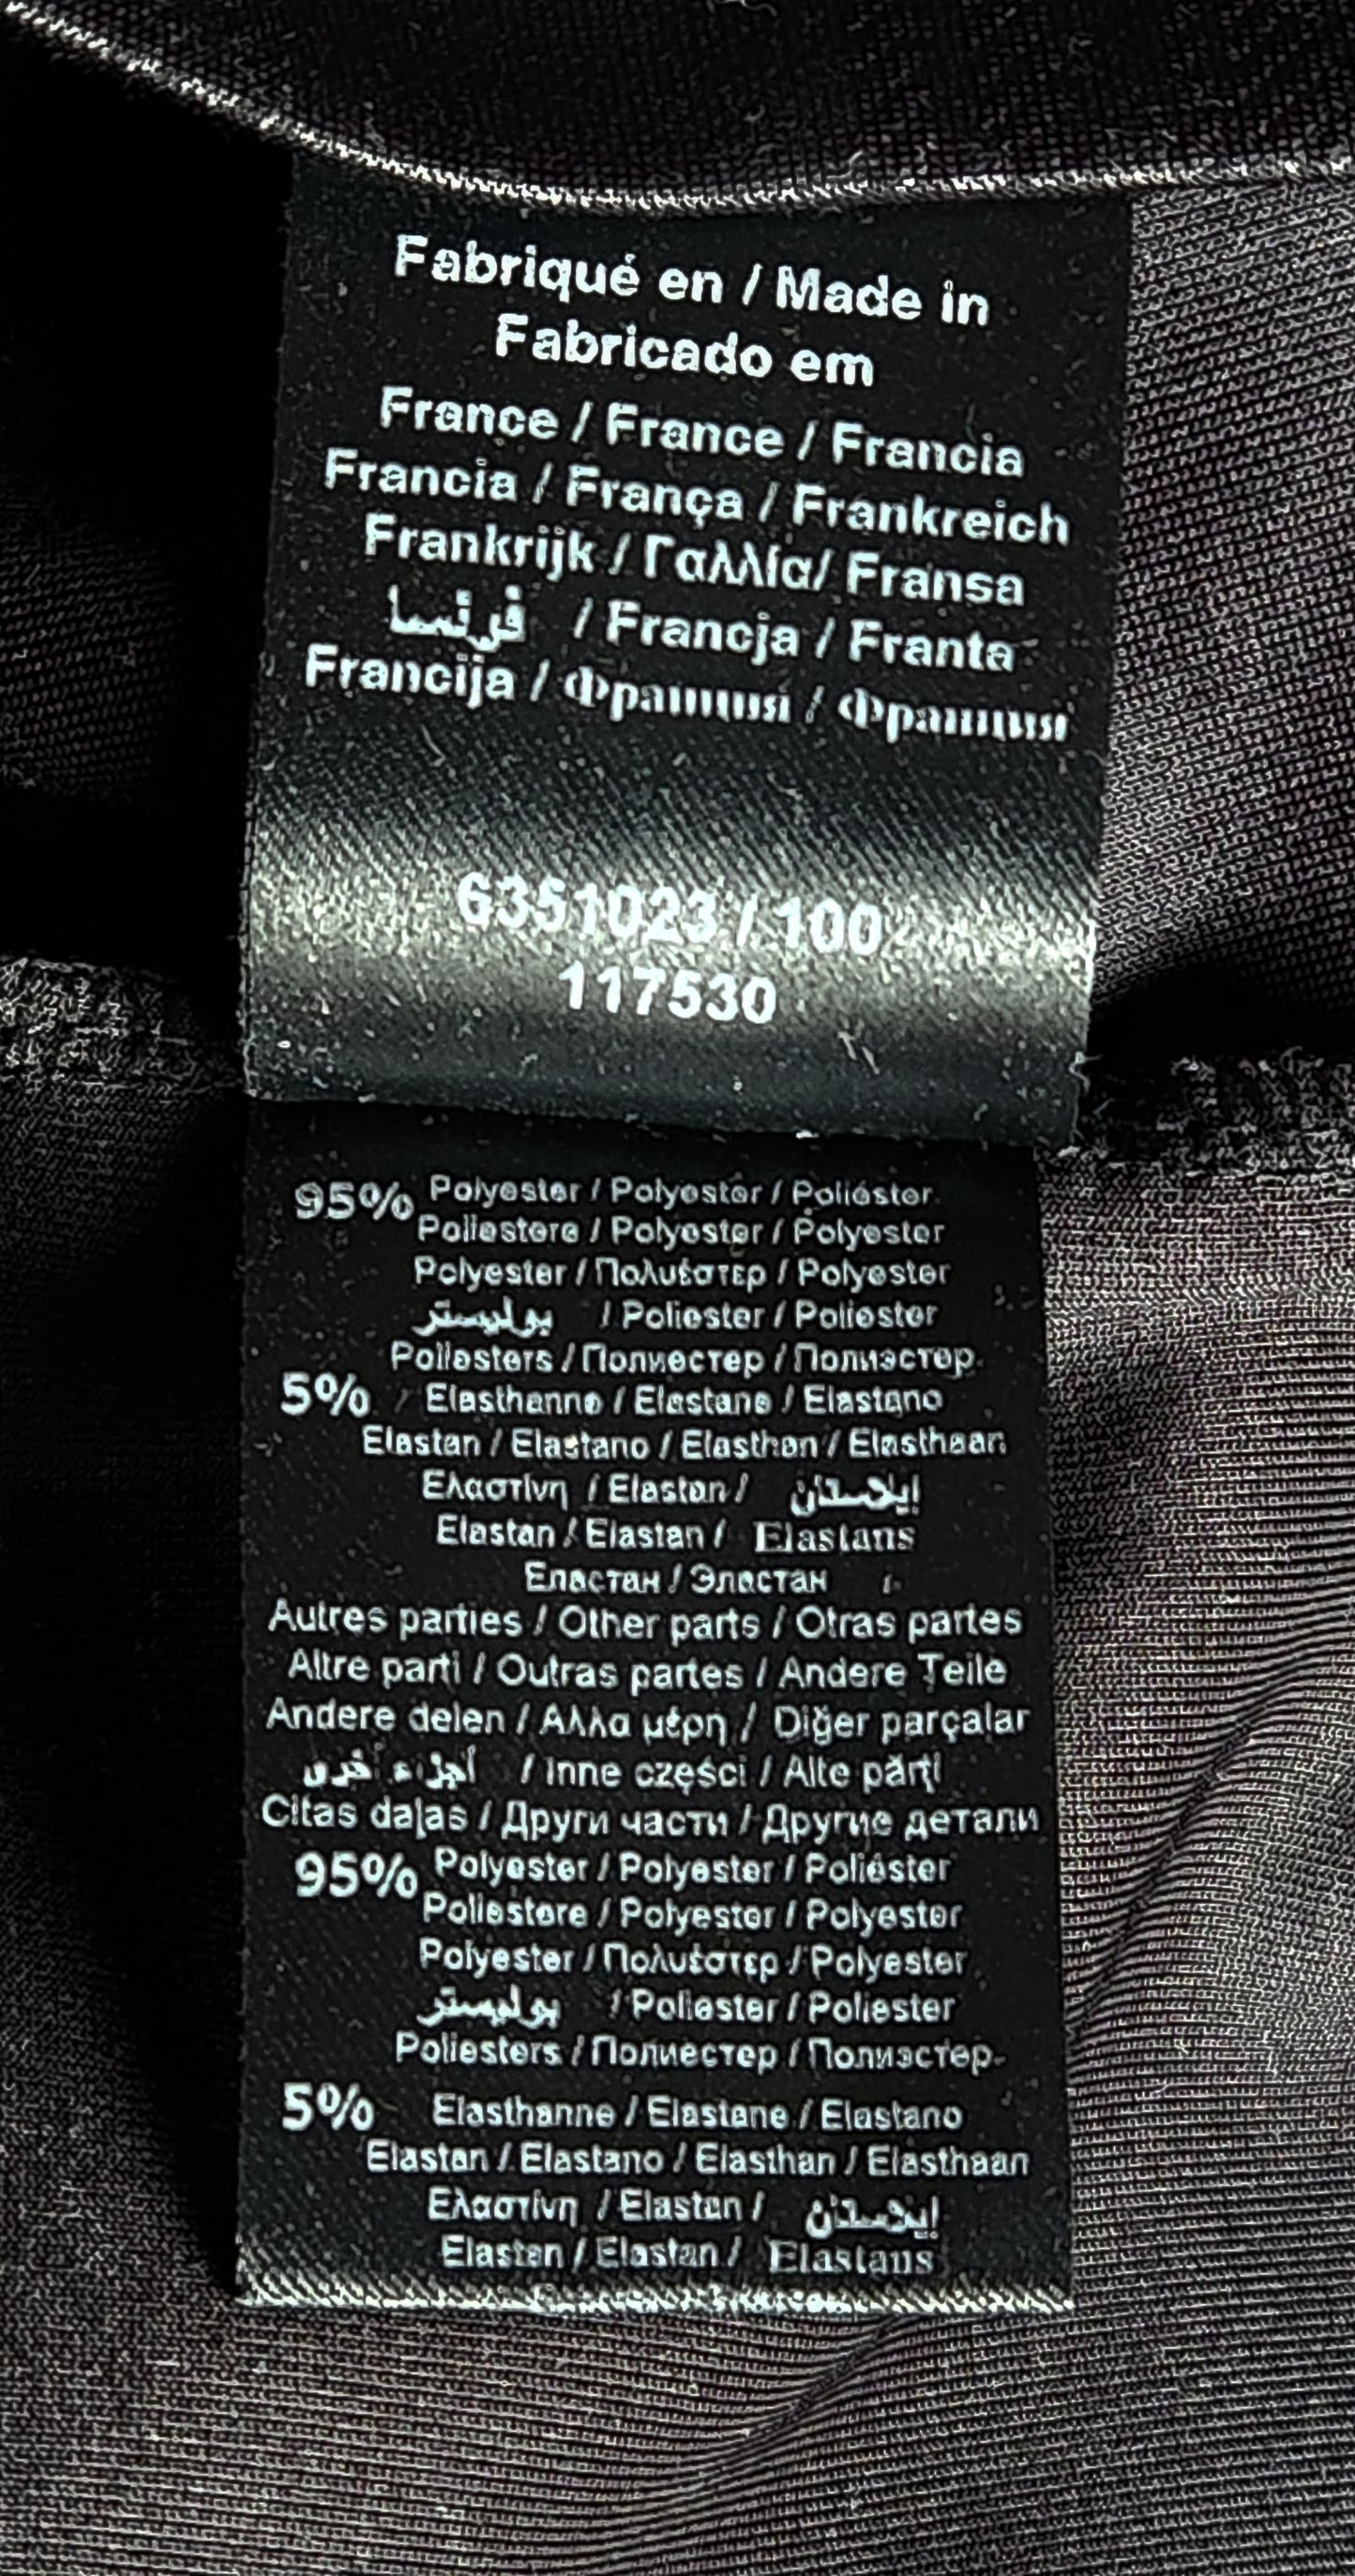 Fabriqué en / Made in
Fabricado em
France / France / Francia
Francia / França / Frankreich
Frankrijk / Γαλλία/ Fransa
فرنسا / Francja / Franta
Francija / Франция / Франция
6351023 / 100
117530
95% Polyester / Polyester / Poliéster
Poliestere / Polyester / Polyester
Polyester / Πολυέστερ / Polyester
بوليستر / Poliester / Poliester
Poliesters / Полиестер / Полиэстер
5% Elasthanne / Elastane / Elastano
Elastan / Elastano / Elasthan / Elasthaan
Ελαστίνη / Elastan / إيلاستان
Elastan / Elastan / Elastans
Еластан / Эластан
Autres parties / Other parts / Otras partes
Altre parti / Outras partes / Andere Teile
Andere delen / Αλλα μέρη / Diğer parçalar
أجزاء أخرى / Inne części / Alte părţi
Citas daļas / Други части / Другие детали
95% Polyester / Polyester / Poliéster
Poliestere / Polyester / Polyester
Polyester / Πολυέστερ / Polyester
بوليستر / Poliester / Poliester
Poliesters / Полиестер / Полиэстер
5% Elasthanne / Elastane / Elastano
Elastan / Elastano / Elasthan / Elasthaan
Ελαστίνη / Elastan / إيلاستان
Elastan / Elastan / Elastans